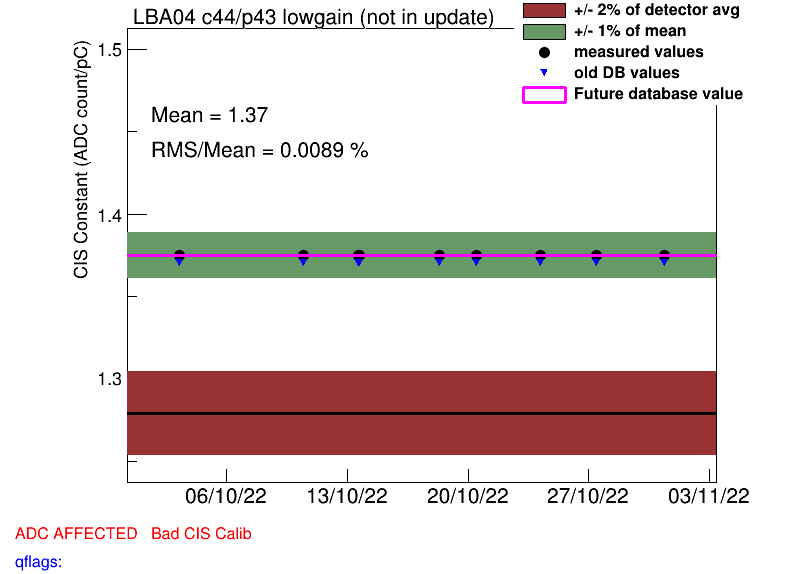 LBA04 c44/p43 lowgain (not in update)
+/- 2% of detector avg
+/- 1% of mean
measured values
old DB values
Future database value
CIS Constant (ADC count/pC)
1.5
Mean = 1.37
RMS/Mean = 0.0089 %
1.4
1.3
06/10/22 13/10/22 20/10/22 27/10/22 03/11/22
ADC AFFECTED Bad CIS Calib
qflags: